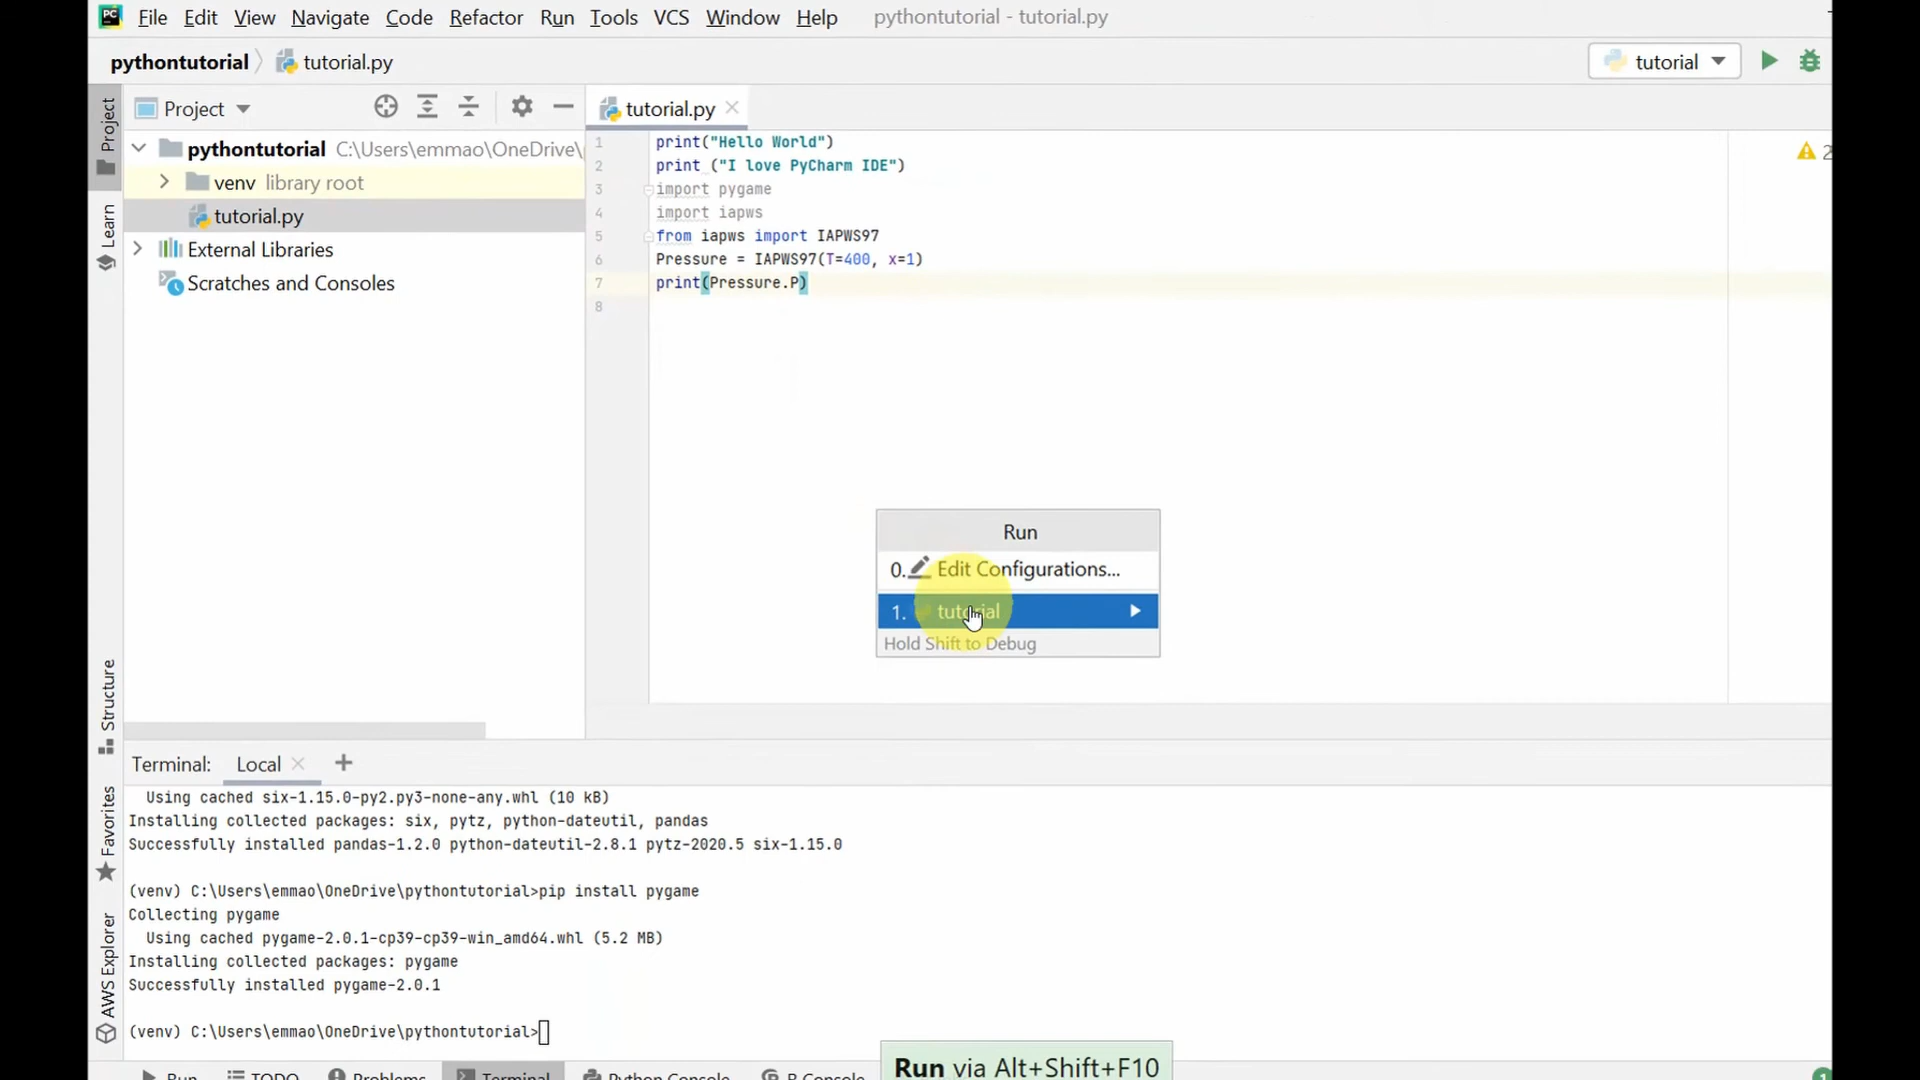 PC File Edit View Navigate Code Refactor Run Tools VCS Window Help pythontutorial - tutorial.py
pythontutorial tutorial.py tutorial
Project
Project
tutorial.py
pythontutorial C:\Users\emmao\OneDrive\
venv library root
tutorial.py
External Libraries
Scratches and Consoles
Learn
Structure
Favorites
AWS Explorer
1 print("Hello World")
2 print ("I love PyCharm IDE")
3 import pygame
4 import iapws
5 from iapws import IAPWS97
6 Pressure = IAPWS97(T=400, x=1)
7 print(Pressure.P)
8
2
Run
0. Edit Configurations...
1. tutorial
Hold Shift to Debug
Terminal: Local
Using cached six-1.15.0-py2.py3-none-any.whl (10 kB)
Installing collected packages: six, pytz, python-dateutil, pandas
Successfully installed pandas-1.2.0 python-dateutil-2.8.1 pytz-2020.5 six-1.15.0
(venv) C:\Users\emmao\OneDrive\pythontutorial>pip install pygame
Collecting pygame
Using cached pygame-2.0.1-cp39-cp39-win_amd64.whl (5.2 MB)
Installing collected packages: pygame
Successfully installed pygame-2.0.1
(venv) C:\Users\emmao\OneDrive\pythontutorial>
Run TODO Problems Terminal Python Console R Console
Run via Alt+Shift+F10